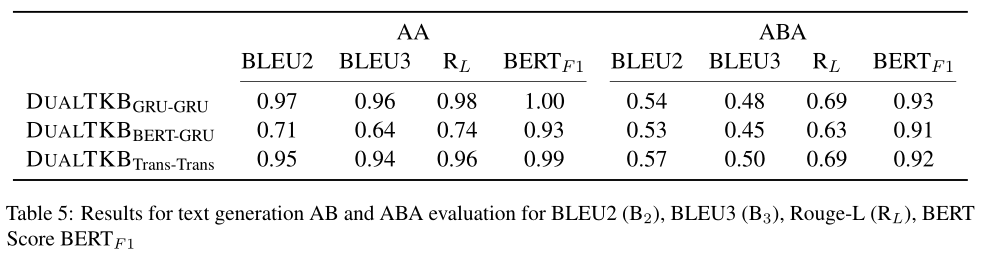 AA ABA
BLEU2 BLEU3 R_L BERT_F1 BLEU2 BLEU3 R_L BERT_F1
DUALTKB_GRU-GRU 0.97 0.96 0.98 1.00 0.54 0.48 0.69 0.93
DUALTKB_BERT-GRU 0.71 0.64 0.74 0.93 0.53 0.45 0.63 0.91
DUALTKB_Trans-Trans 0.95 0.94 0.96 0.99 0.57 0.50 0.69 0.92
Table 5: Results for text generation AB and ABA evaluation for BLEU2 (B_2), BLEU3 (B_3), Rouge-L (R_L), BERT
Score BERT_F1